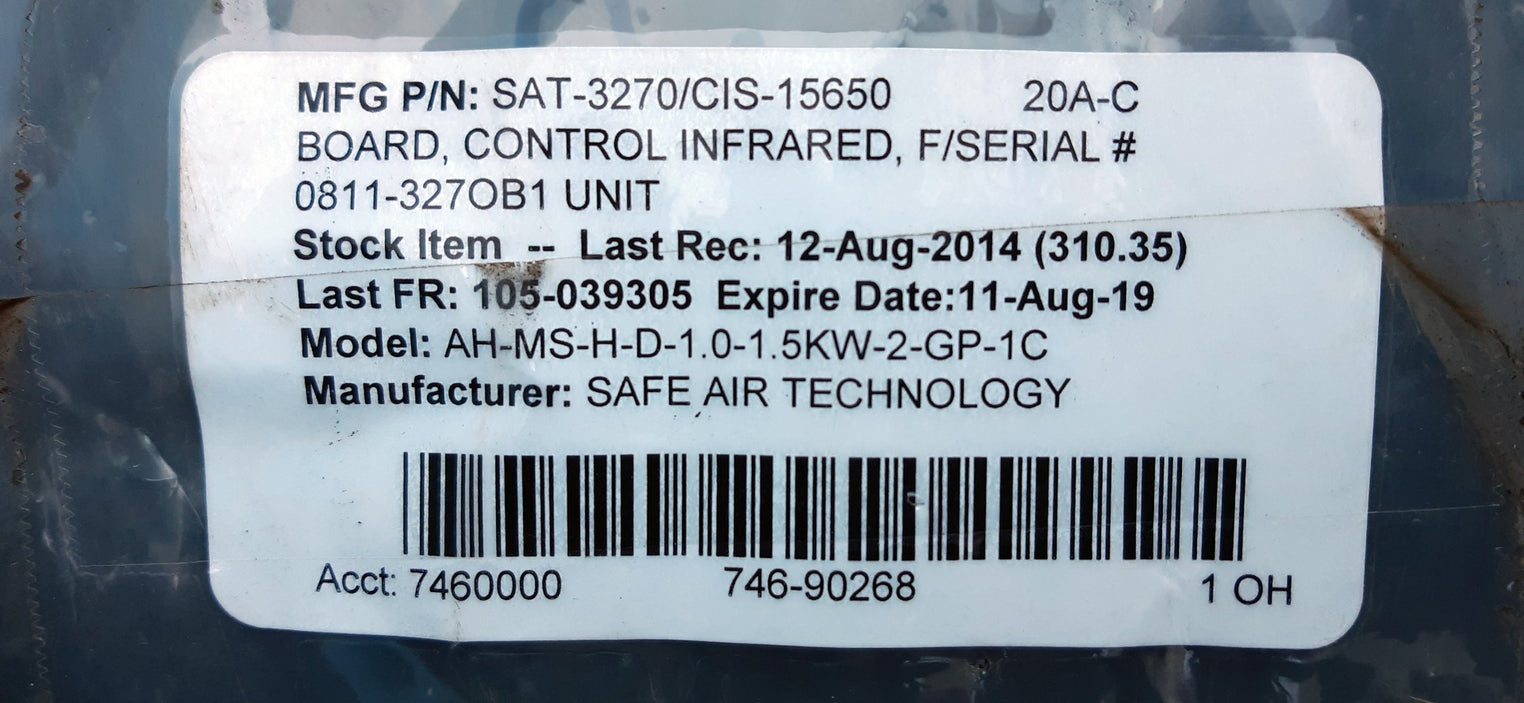 MFG P/N: SAT-3270/CIS-15650 20A-C
BOARD, CONTROL INFRARED, F/SERIAL #
0811-327OB1 UNIT
Stock Item -- Last Rec: 12-Aug-2014 (310.35)
Last FR: 105-039305 Expire Date:11-Aug-19
Model: AH-MS-H-D-1.0-1.5KW-2-GP-1C
Manufacturer: SAFE AIR TECHNOLOGY
Acct: 7460000 746-90268 1 OH